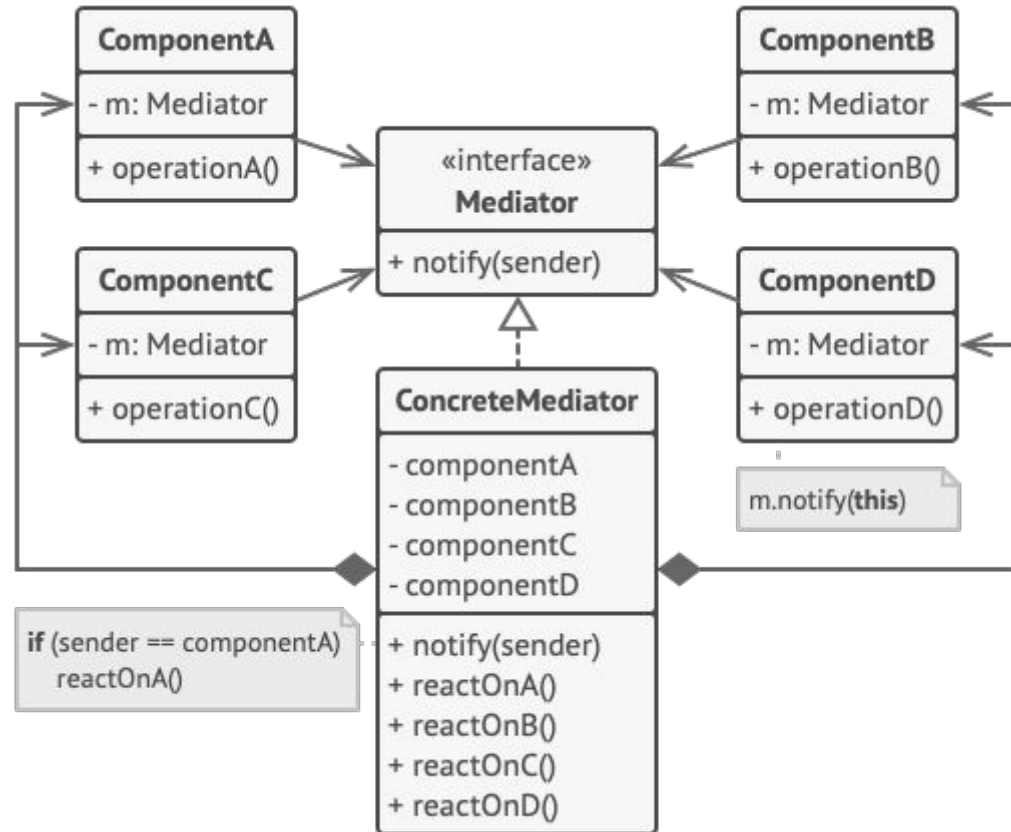 ComponentA
- m: Mediator
+ operationA()
ComponentB
- m: Mediator
+ operationB()
«interface»
Mediator
+ notify(sender)
ComponentC
- m: Mediator
+ operationC()
ComponentD
- m: Mediator
+ operationD()
m.notify(this)
ConcreteMediator
- componentA
- componentB
- componentC
- componentD
+ notify(sender)
+ reactOnA()
+ reactOnB()
+ reactOnC()
+ reactOnD()
if (sender == componentA)
reactOnA()